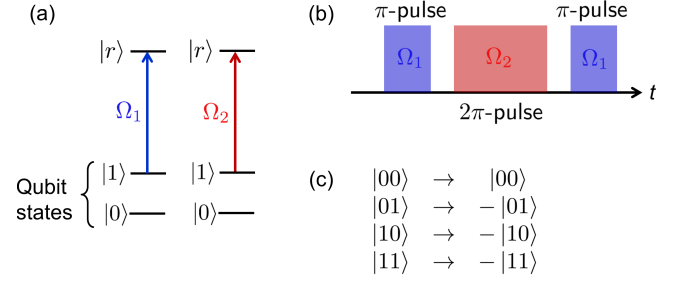 (a)
|r⟩ |r⟩
Ω₁ Ω₂
Qubit
states
|1⟩ |1⟩
|0⟩ |0⟩
(b)
π-pulse π-pulse
Ω₁ Ω₂ Ω₁
t
2π-pulse
(c)
|00⟩ → |00⟩
|01⟩ → −|01⟩
|10⟩ → −|10⟩
|11⟩ → −|11⟩